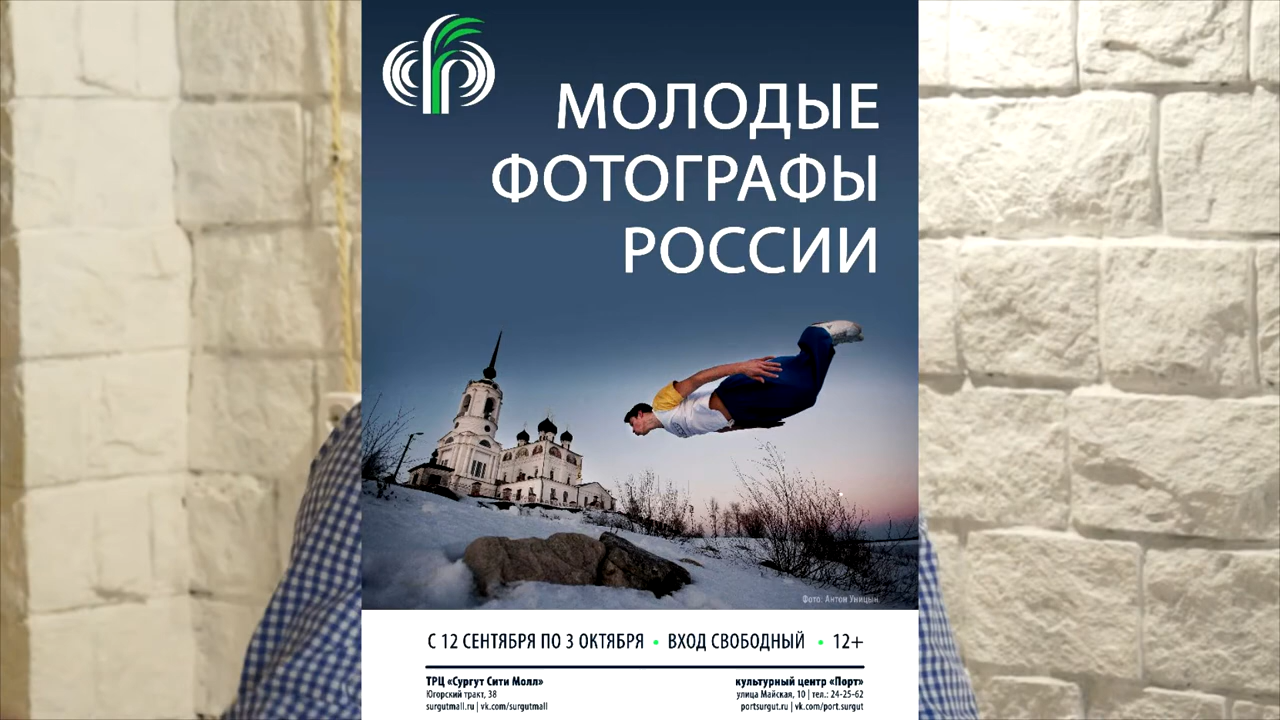 МОЛОДЫЕ
ФОТОГРАФЫ
РОССИИ
Фото: Антон Уницын
С 12 СЕНТЯБРЯ ПО 3 ОКТЯБРЯ • ВХОД СВОБОДНЫЙ • 12+
ТРЦ «Сургут Сити Молл»
Югорский тракт, 38
surgutmall.ru | vk.com/surgutmall
культурный центр «Порт»
улица Майская, 10 | тел.: 24-25-62
portsurgut.ru | vk.com/port.surgut